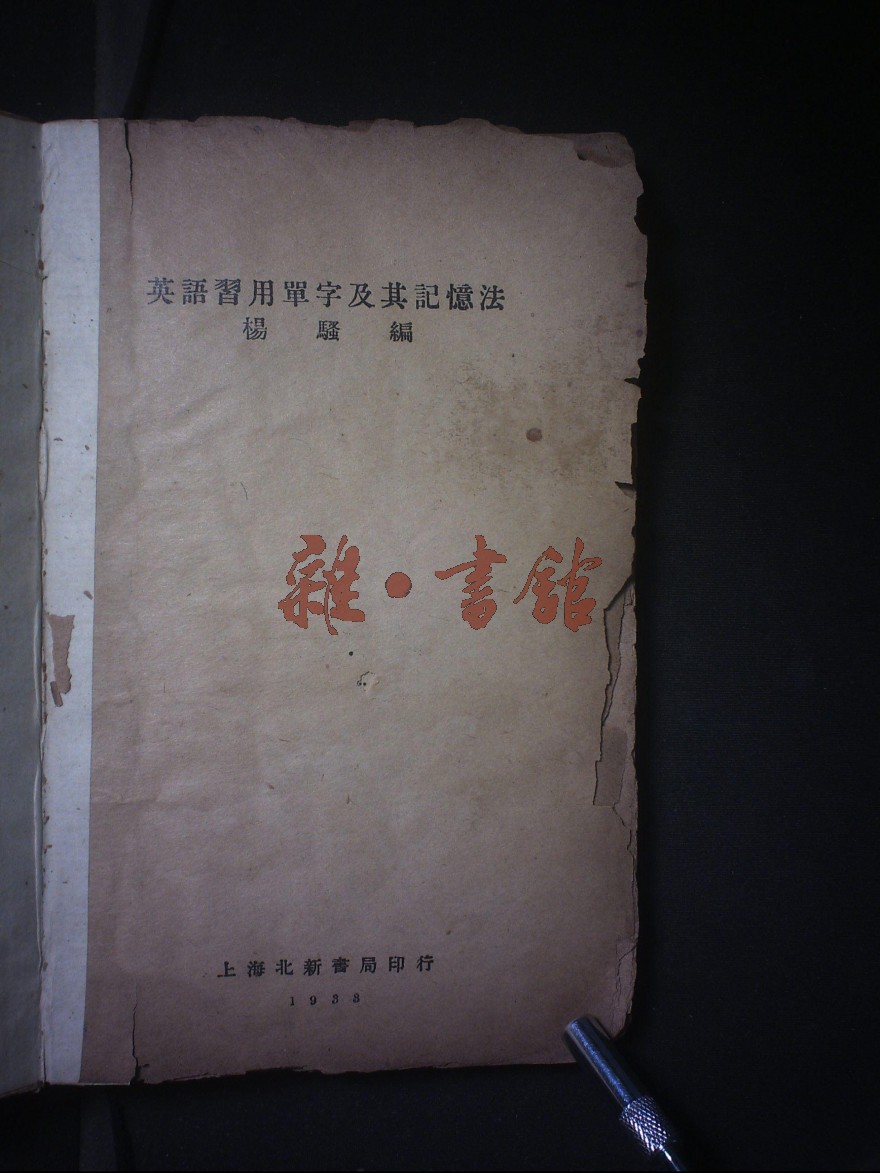 英語習用單字及其記憶法
楊騷編
雜·書館
上海北新書局印行
1933